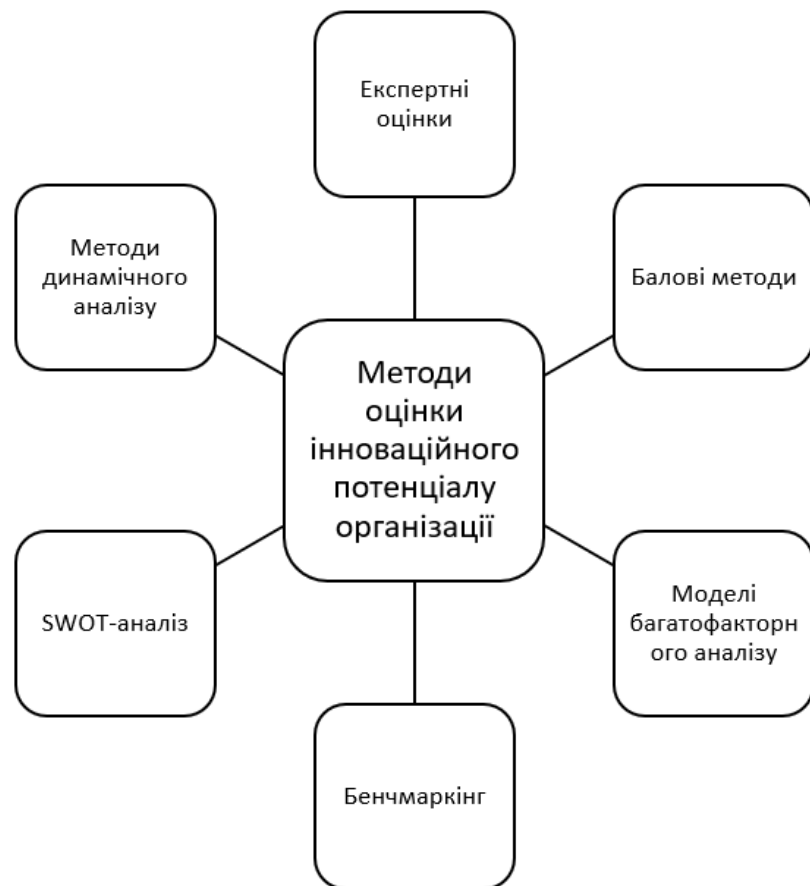 Експертні
оцінки
Методи
динамічного
аналізу
Балові методи
Методи
оцінки
інноваційного
потенціалу
організації
SWOT-аналіз
Моделі
багатофакторн
ого аналізу
Бенчмаркінг